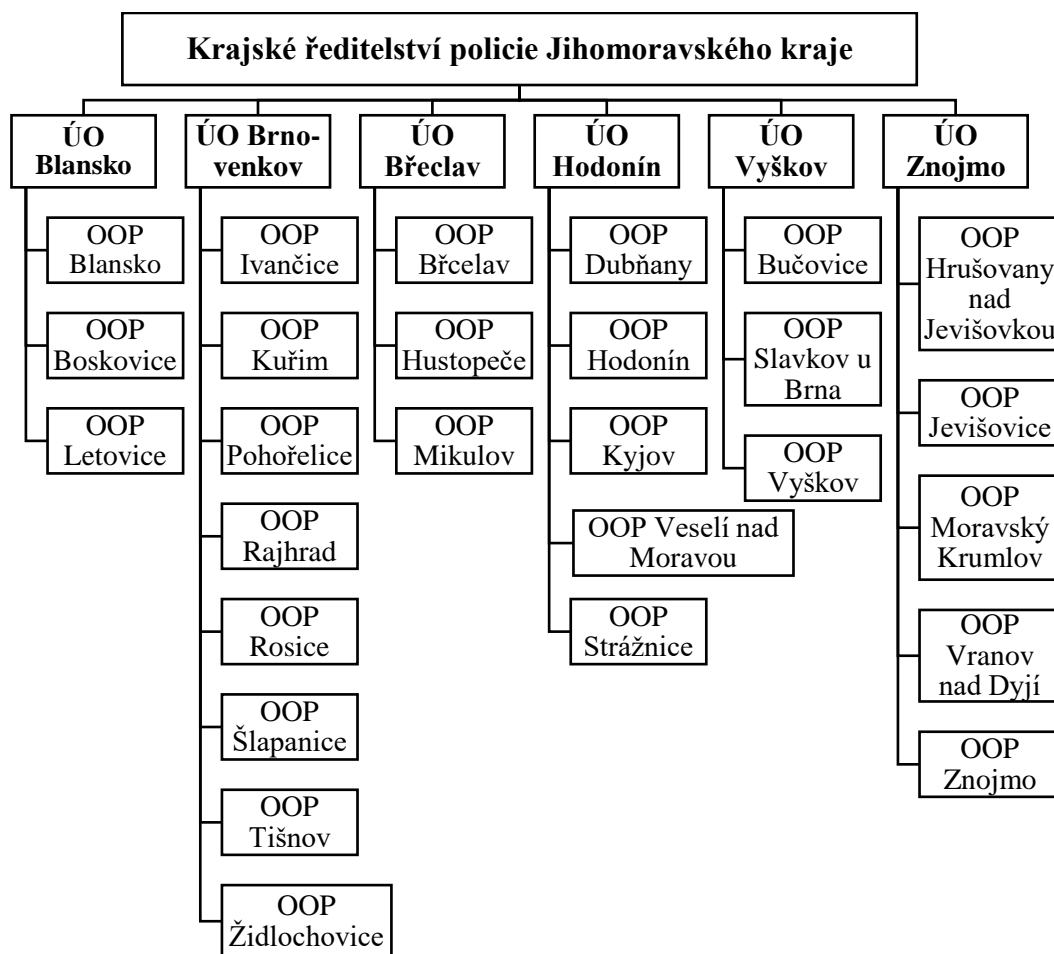 Krajské ředitelství policie Jihomoravského kraje
ÚO
Blansko
OOP
Blansko
OOP
Boskovice
OOP
Letovice
ÚO Brno-
venkov
OOP
Ivančice
OOP
Kuřim
OOP
Pohořelice
OOP
Rajhrad
OOP
Rosice
OOP
Šlapanice
OOP
Tišnov
OOP
Židlochovice
ÚO
Břeclav
OOP
Břcelav
OOP
Hustopeče
OOP
Mikulov
ÚO
Hodonín
OOP
Dubňany
OOP
Hodonín
OOP
Kyjov
OOP Veselí nad
Moravou
OOP
Strážnice
ÚO
Vyškov
OOP
Bučovice
OOP
Slavkov u
Brna
OOP
Vyškov
ÚO
Znojmo
OOP
Hrušovany
nad
Jevišovkou
OOP
Jevišovice
OOP
Moravský
Krumlov
OOP
Vranov
nad Dyjí
OOP
Znojmo